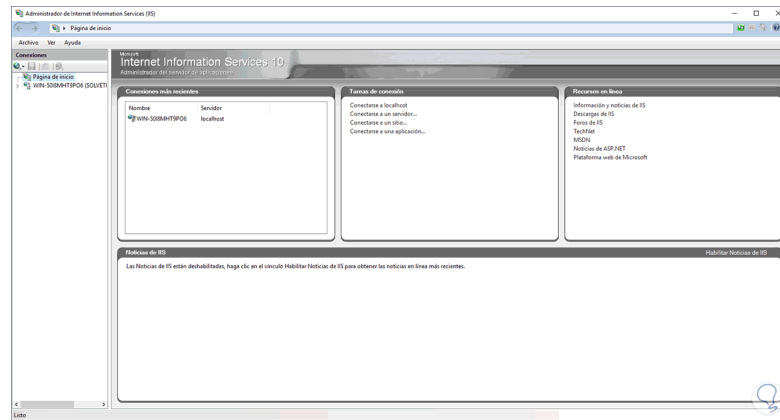 Administrador de Internet Information Services (IIS)
Página de inicio
Archivo Ver Ayuda
Conexiones
Página de inicio
WIN-S0I8MHT9PO6 (SOLVETI
Microsoft
Internet Information Services 10
Administrador del servidor de aplicaciones
Conexiones más recientes
Nombre Servidor
WIN-S0I8MHT9PO6 localhost
Tareas de conexión
Conectarse a localhost
Conectarse a un servidor...
Conectarse a un sitio...
Conectarse a una aplicación...
Recursos en línea
Información y noticias de IIS
Descargas de IIS
Foros de IIS
TechNet
MSDN
Noticias de ASP.NET
Plataforma web de Microsoft
Noticias de IIS Habilitar Noticias de IIS
Las Noticias de IIS están deshabilitadas, haga clic en el vínculo Habilitar Noticias de IIS para obtener las noticias en línea más recientes.
Listo